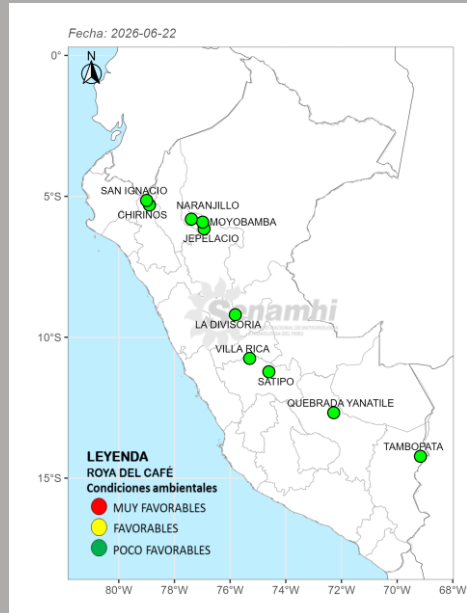 Fecha: 2026-06-22
0°
N
5°S
SAN IGNACIO
CHIRINOS
NARANJILLO
MOYOBAMBA
JEPELACIO
Senamhi
LA DIVISORIA
10°S
VILLA RICA
SATIPO
QUEBRADA YANATILE
TAMBOPATA
15°S
LEYENDA
ROYA DEL CAFÉ
Condiciones ambientales
MUY FAVORABLES
FAVORABLES
POCO FAVORABLES
80°W 78°W 76°W 74°W 72°W 70°W 68°W